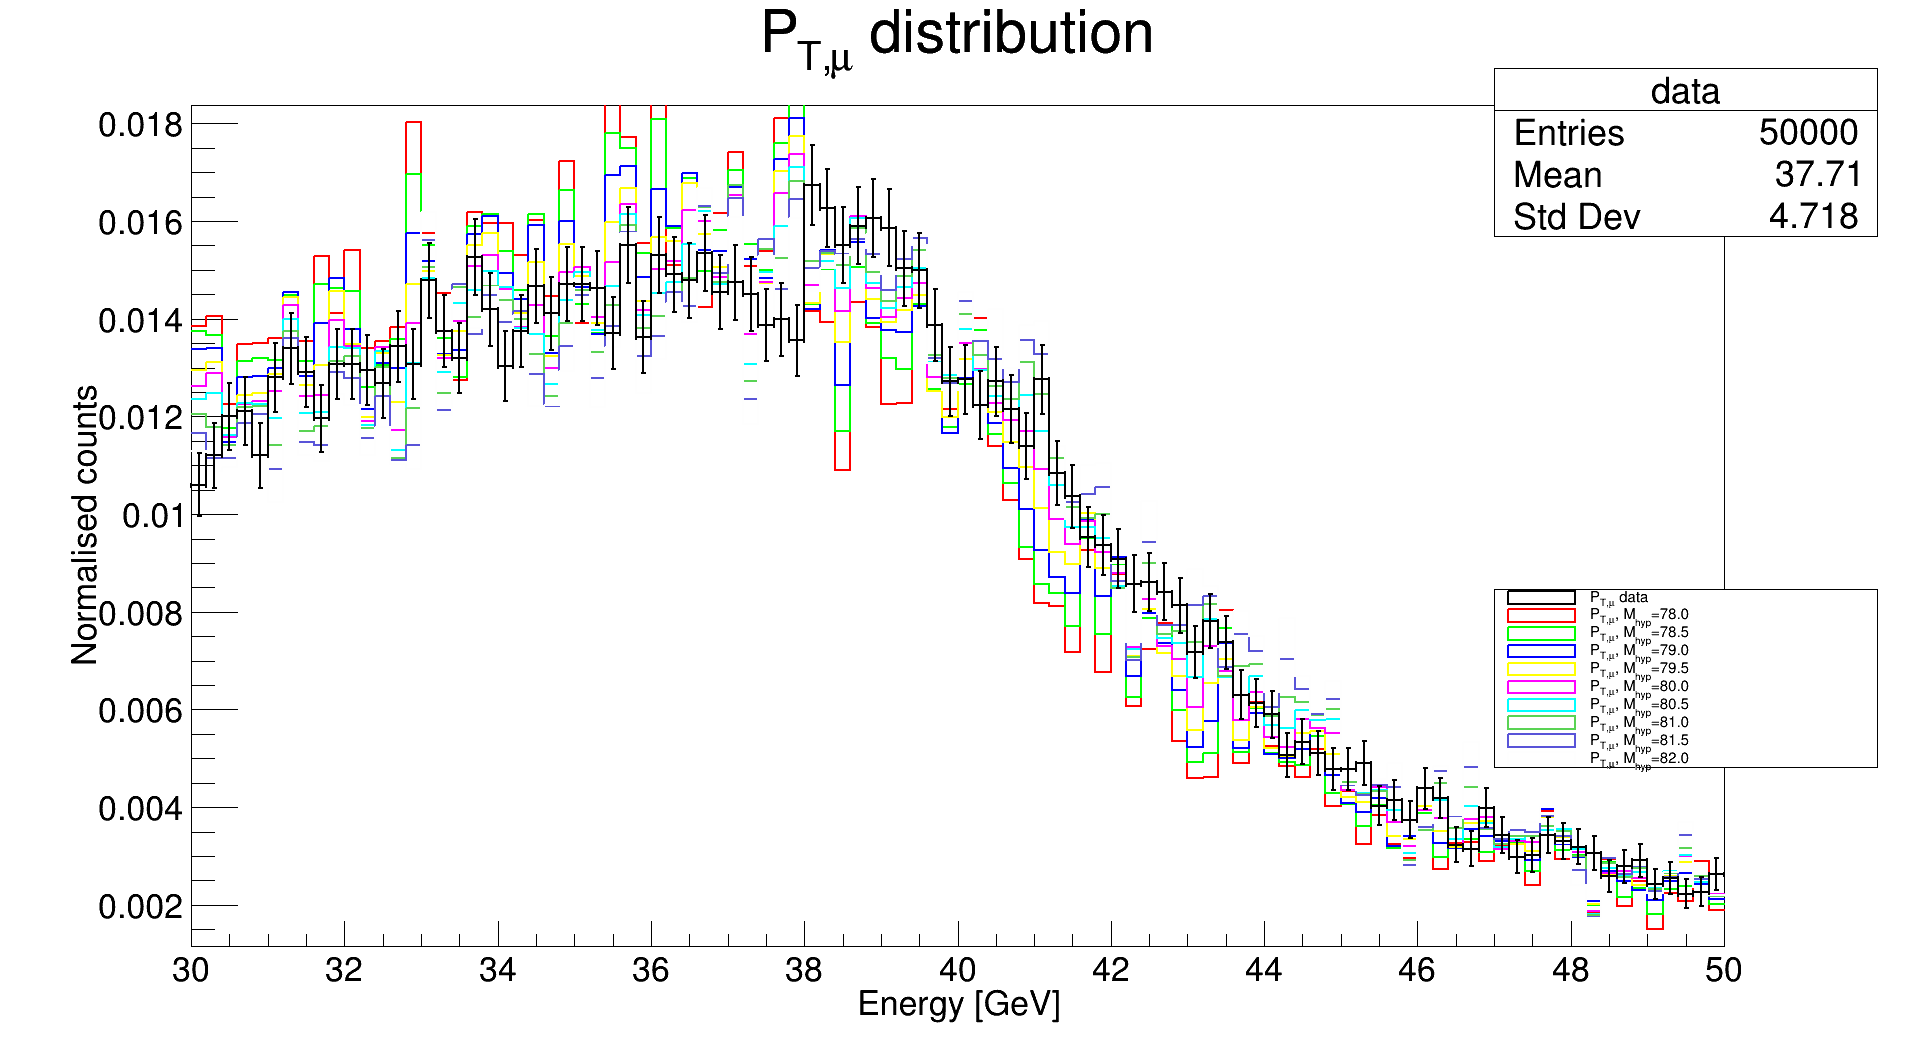 P_T,μ distribution
data
Entries 50000
Mean 37.71
Std Dev 4.718
0.018
0.016
0.014
0.012
0.01
0.008
0.006
0.004
0.002
Normalised counts
P_T,μ data
P_T,μ, M_hyp=78.0
P_T,μ, M_hyp=78.5
P_T,μ, M_hyp=79.0
P_T,μ, M_hyp=79.5
P_T,μ, M_hyp=80.0
P_T,μ, M_hyp=80.5
P_T,μ, M_hyp=81.0
P_T,μ, M_hyp=81.5
P_T,μ, M_hyp=82.0
30 32 34 36 38 40 42 44 46 48 50
Energy [GeV]